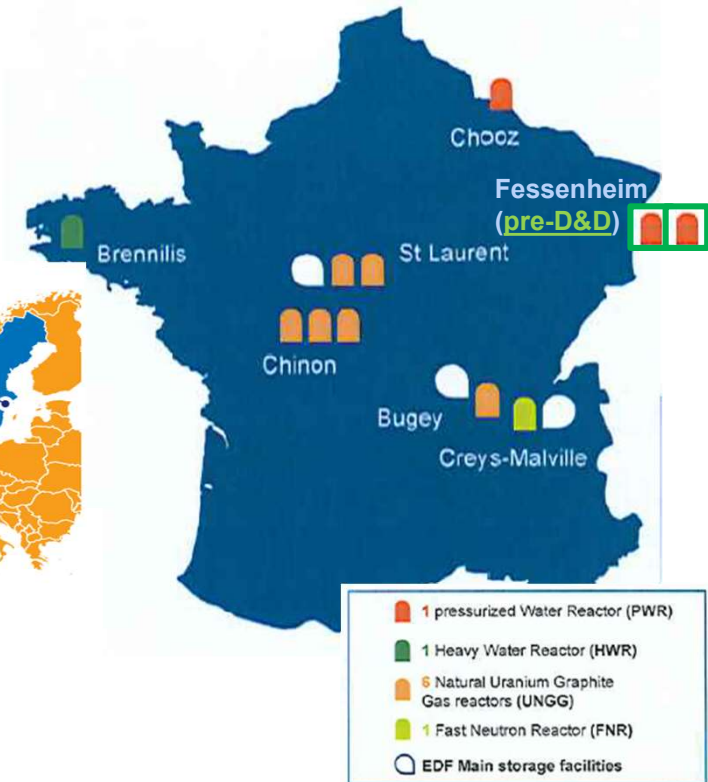 Chooz
Fessenheim
(pre-D&D)
Brennilis
St Laurent
Chinon
Bugey
Creys-Malville
1 pressurized Water Reactor (PWR)
1 Heavy Water Reactor (HWR)
6 Natural Uranium Graphite
Gas reactors (UNGG)
1 Fast Neutron Reactor (FNR)
EDF Main storage facilities